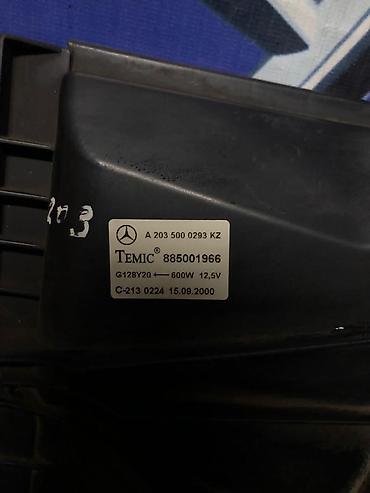 A 203 500 0293 KZ
TEMIC® 885001966
G128Y20 ⟵ 600W 12,5V
C-213 0224 15.09.2000
203